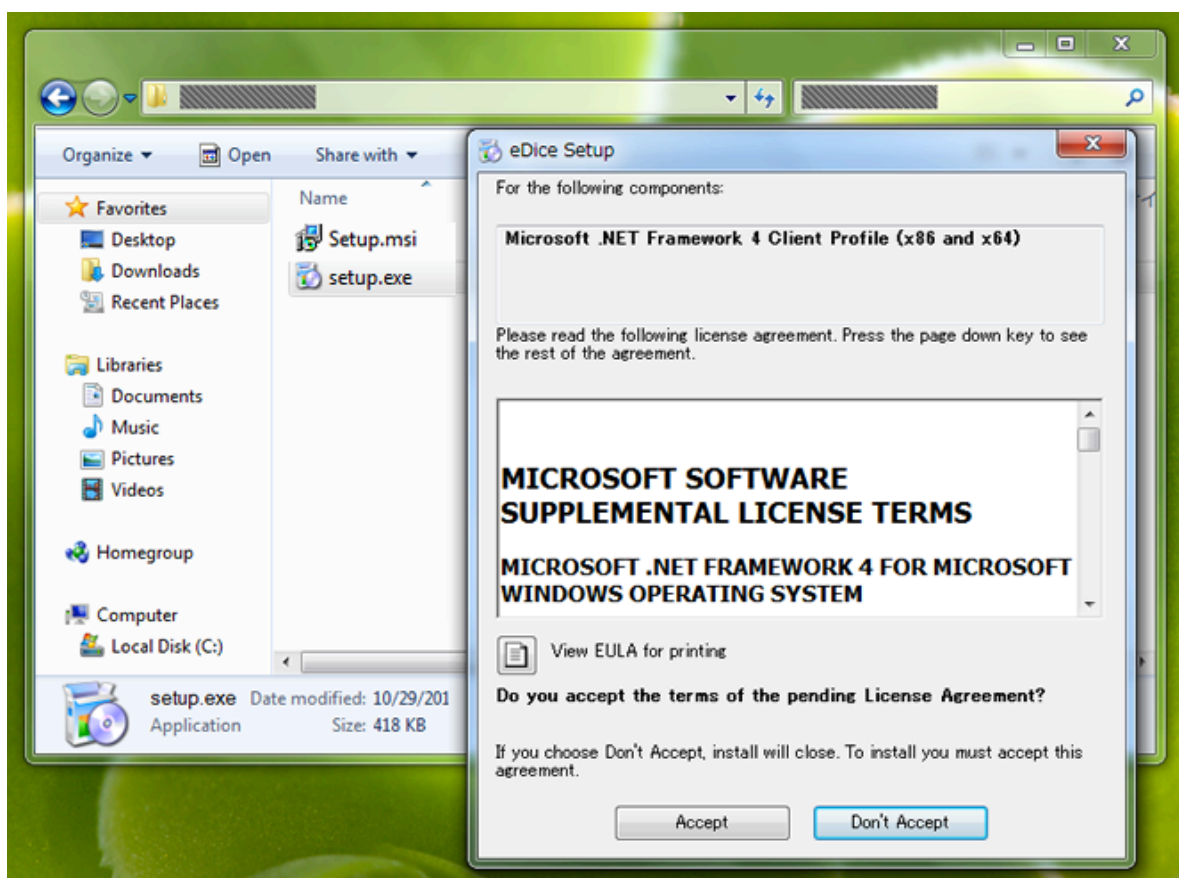 Organize
Open
Share with
Favorites
Desktop
Downloads
Recent Places
Libraries
Documents
Music
Pictures
Videos
Homegroup
Computer
Local Disk (C:)
Name
Setup.msi
setup.exe
setup.exe Date modified: 10/29/201
Application Size: 418 KB
eDice Setup
For the following components:
Microsoft .NET Framework 4 Client Profile (x86 and x64)
Please read the following license agreement. Press the page down key to see
the rest of the agreement.
MICROSOFT SOFTWARE
SUPPLEMENTAL LICENSE TERMS
MICROSOFT .NET FRAMEWORK 4 FOR MICROSOFT
WINDOWS OPERATING SYSTEM
View EULA for printing
Do you accept the terms of the pending License Agreement?
If you choose Don't Accept, install will close. To install you must accept this
agreement.
Accept
Don't Accept